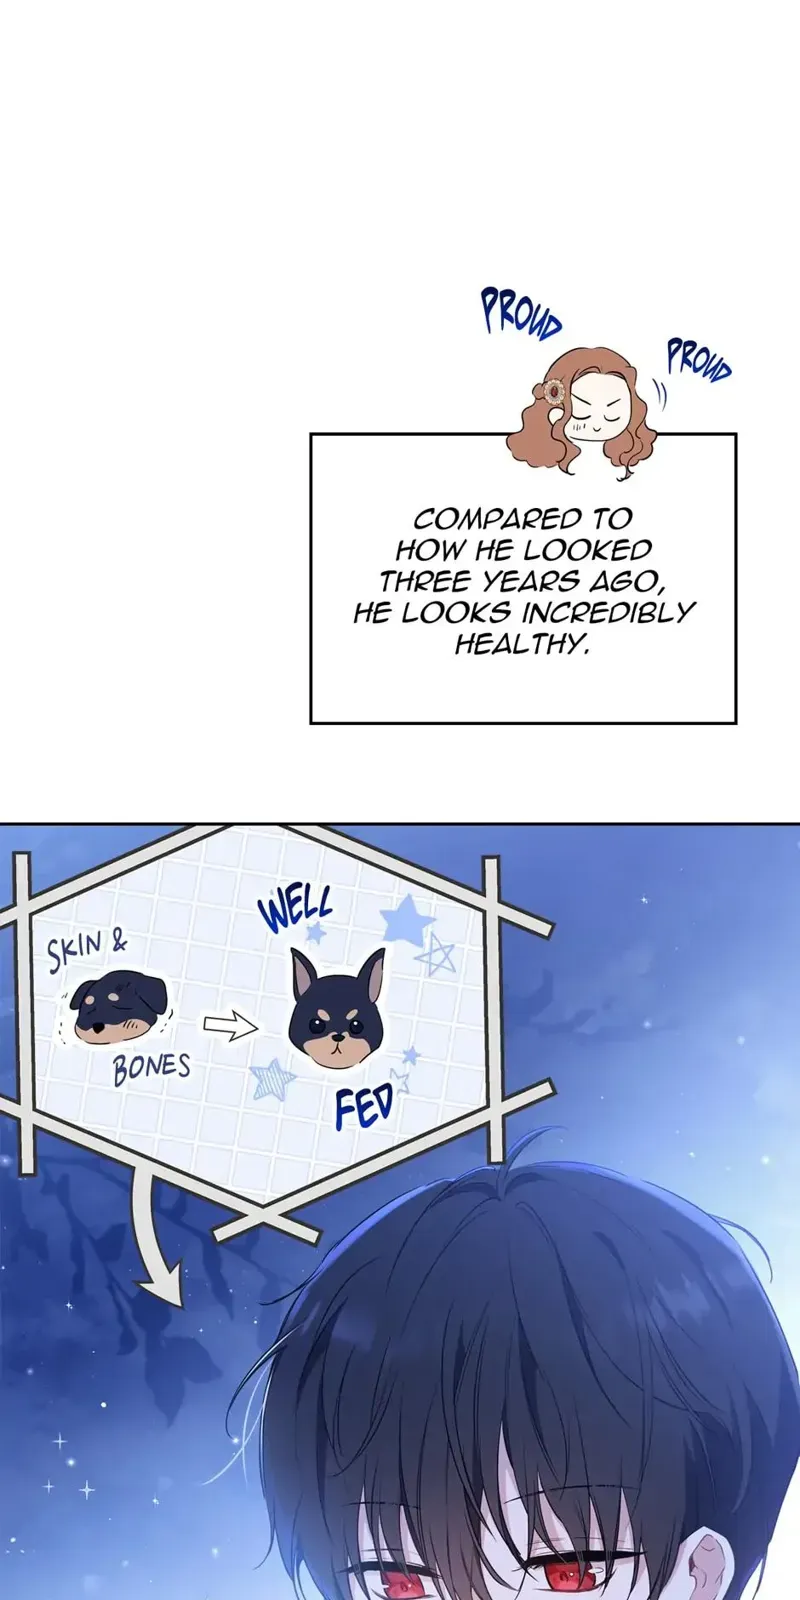 PROUD
PROUD
COMPARED TO
HOW HE LOOKED
THREE YEARS AGO,
HE LOOKS INCREDIBLY
HEALTHY.
SKIN &
BONES
WELL
FED